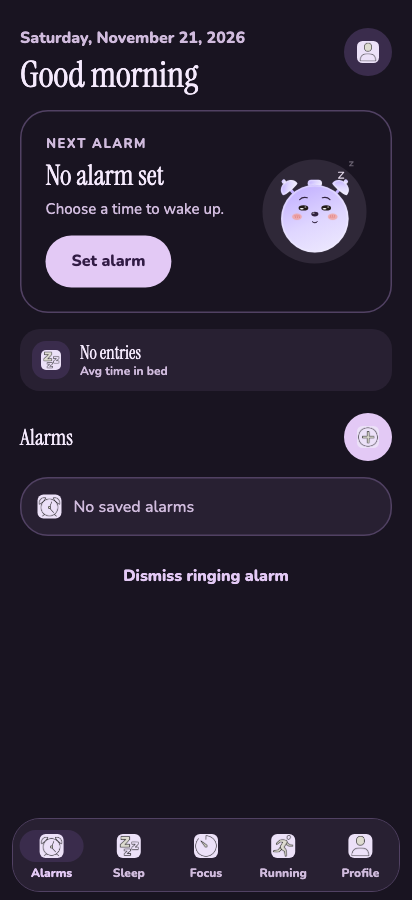 Saturday, November 21, 2026
Good morning
NEXT ALARM
No alarm set
Choose a time to wake up.
Set alarm
z
z
No entries
Avg time in bed
Alarms
No saved alarms
Dismiss ringing alarm
Alarms
Sleep
Focus
Running
Profile